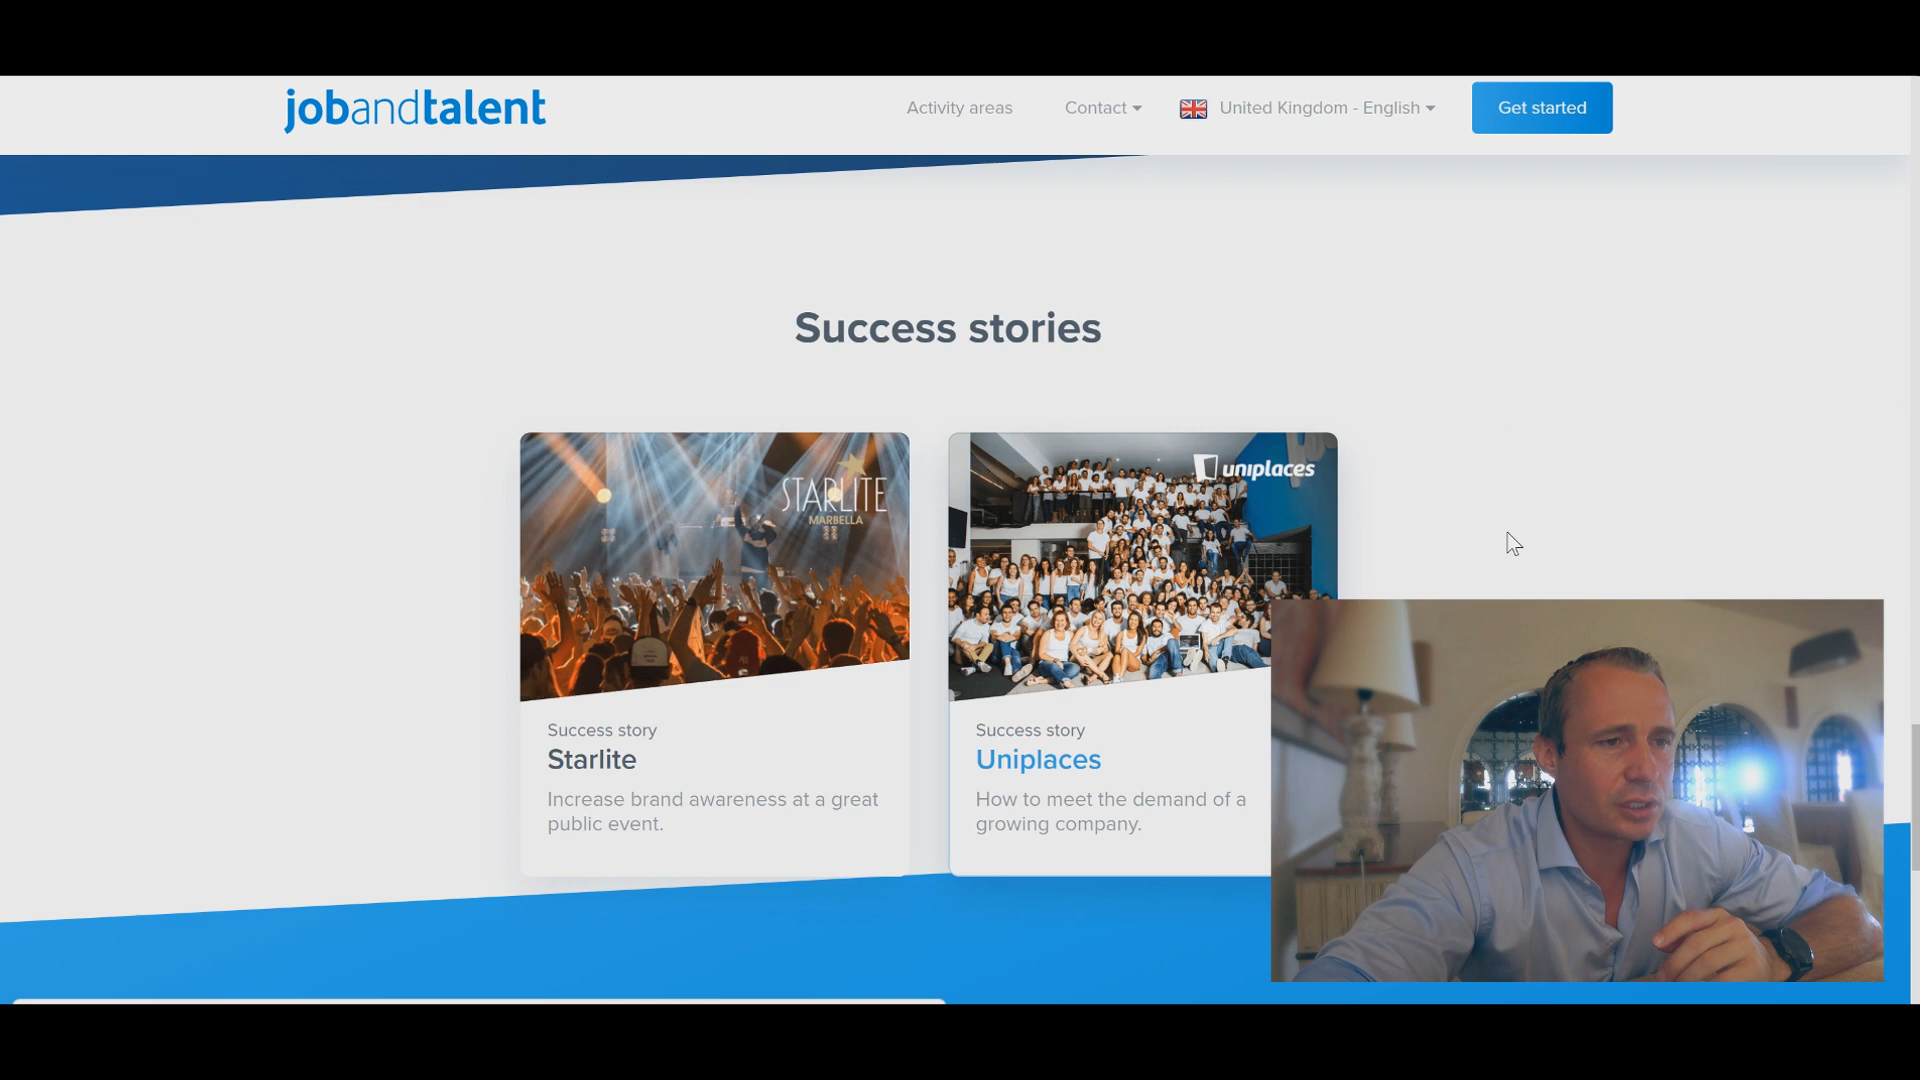 jobandtalent
Activity areas
Contact
United Kingdom - English
Get started
Success stories
STARLITE
MARBELLA
uniplaces
Success story
Starlite
Increase brand awareness at a great
public event.
Success story
Uniplaces
How to meet the demand of a
growing company.